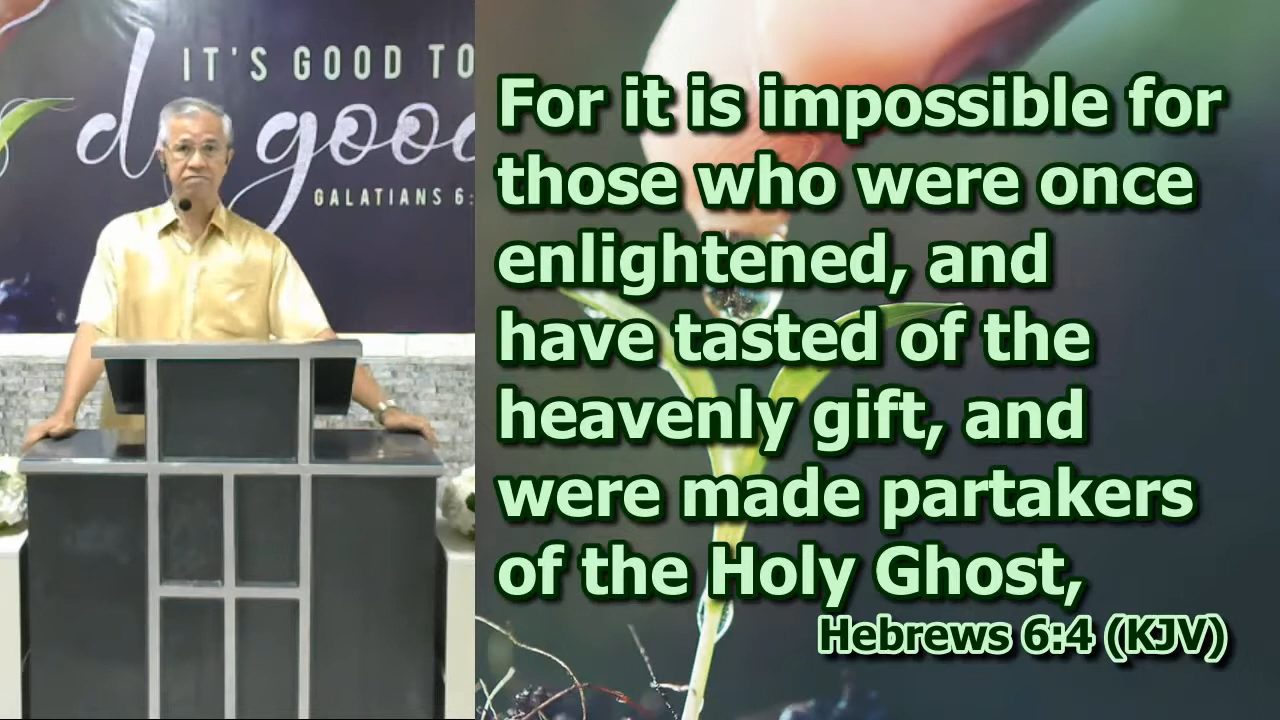 IT'S GOOD TO
do good
GALATIANS 6:
For it is impossible for
those who were once
enlightened, and
have tasted of the
heavenly gift, and
were made partakers
of the Holy Ghost,
Hebrews 6:4 (KJV)